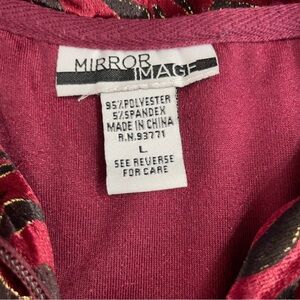 MIRROR
IMAGE
95%POLYESTER
5%SPANDEX
MADE IN CHINA
R.N.93771
L
SEE REVERSE
FOR CARE